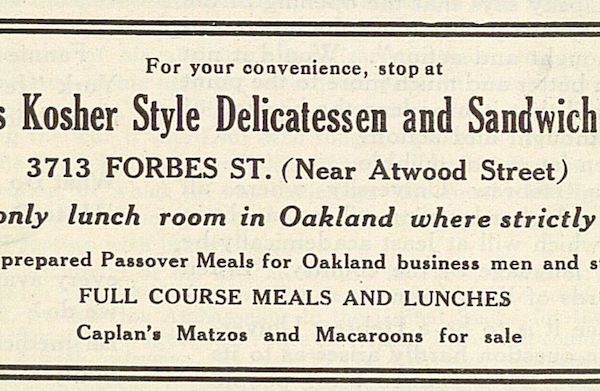 For your convenience, stop at
s Kosher Style Delicatessen and Sandwich
3713 FORBES ST. (Near Atwood Street)
only lunch room in Oakland where strictly
prepared Passover Meals for Oakland business men and s
FULL COURSE MEALS AND LUNCHES
Caplan's Matzos and Macaroons for sale